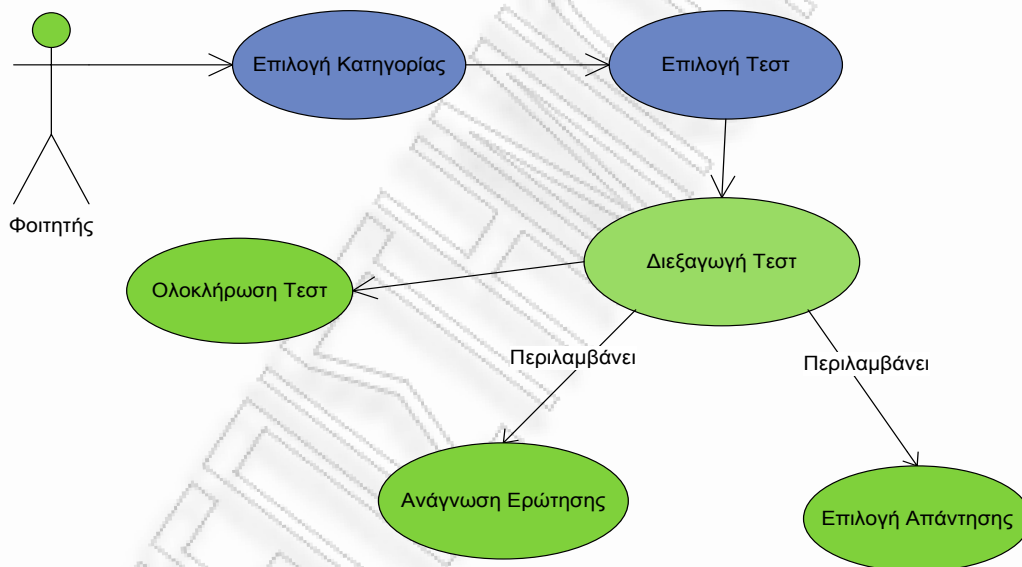 Επιλογή Κατηγορίας
Επιλογή Τεστ
Φοιτητής
Διεξαγωγή Τεστ
Ολοκλήρωση Τεστ
Περιλαμβάνει
Περιλαμβάνει
Ανάγνωση Ερώτησης
Επιλογή Απάντησης